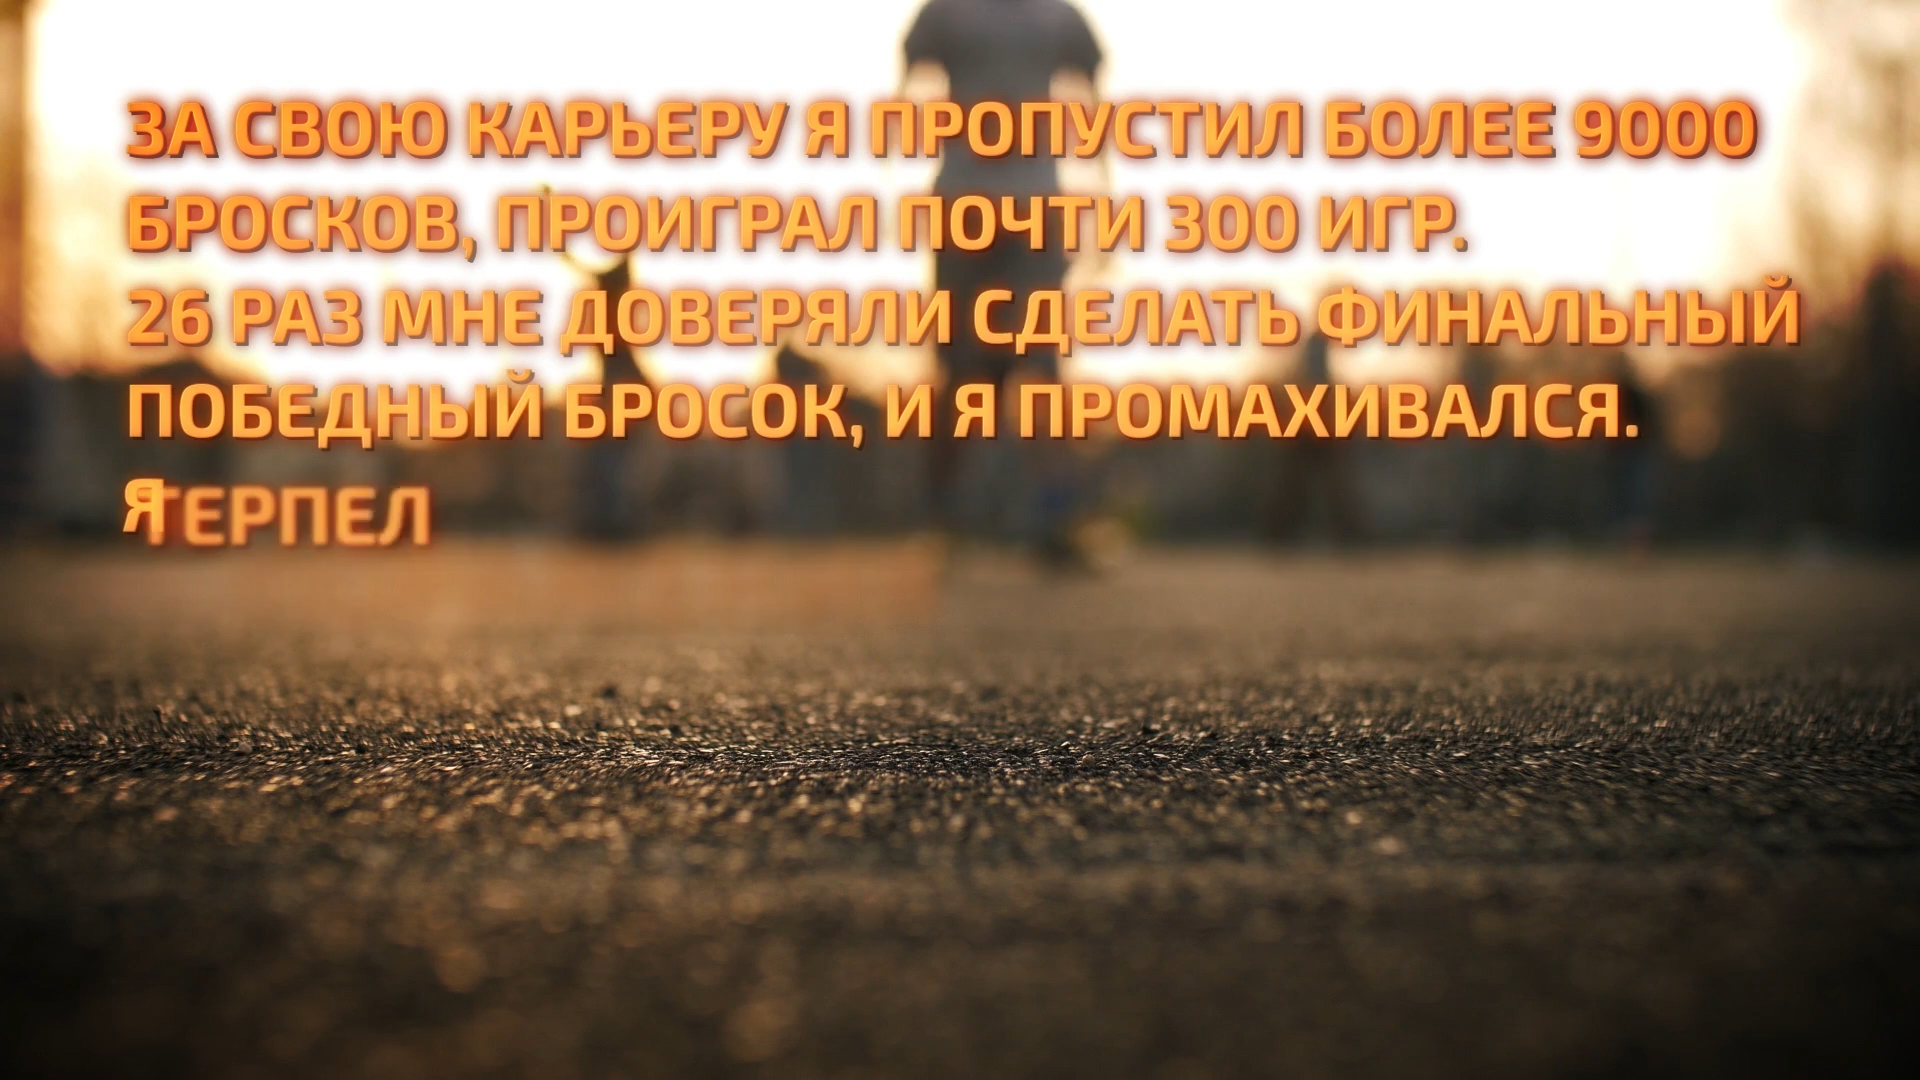 ЗА СВОЮ КАРЬЕРУ Я ПРОПУСТИЛ БОЛЕЕ 9000
БРОСКОВ, ПРОИГРАЛ ПОЧТИ 300 ИГР.
26 РАЗ МНЕ ДОВЕРЯЛИ СДЕЛАТЬ ФИНАЛЬНЫЙ
ПОБЕДНЫЙ БРОСОК, И Я ПРОМАХИВАЛСЯ.
Я ТЕРПЕЛ